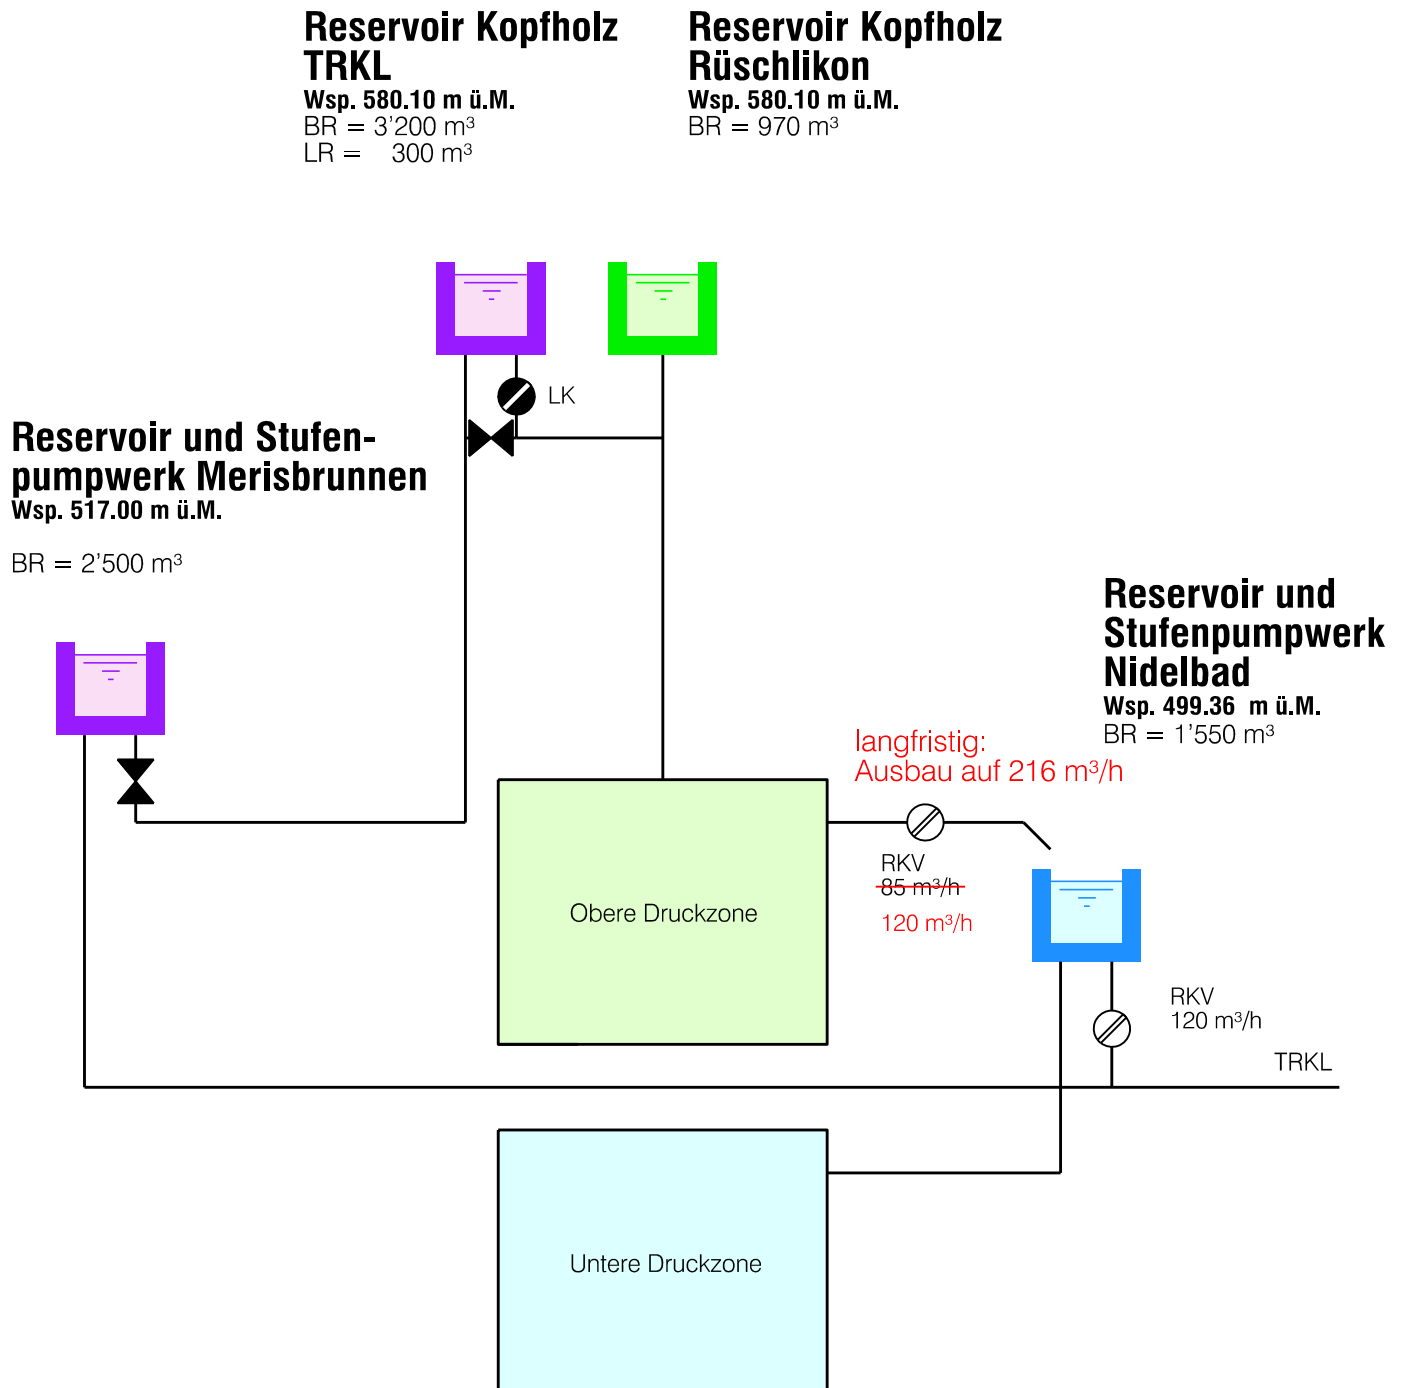 Reservoir Kopfholz
TRKL
Wsp. 580.10 m ü.M.
BR = 3'200 m³
LR = 300 m³
Reservoir Kopfholz
Rüschlikon
Wsp. 580.10 m ü.M.
BR = 970 m³
LK
Reservoir und Stufen-
pumpwerk Merisbrunnen
Wsp. 517.00 m ü.M.
BR = 2'500 m³
Reservoir und
Stufenpumpwerk
Nidelbad
Wsp. 499.36 m ü.M.
BR = 1'550 m³
langfristig:
Ausbau auf 216 m³/h
RKV
85 m³/h
120 m³/h
Obere Druckzone
RKV
120 m³/h
TRKL
Untere Druckzone